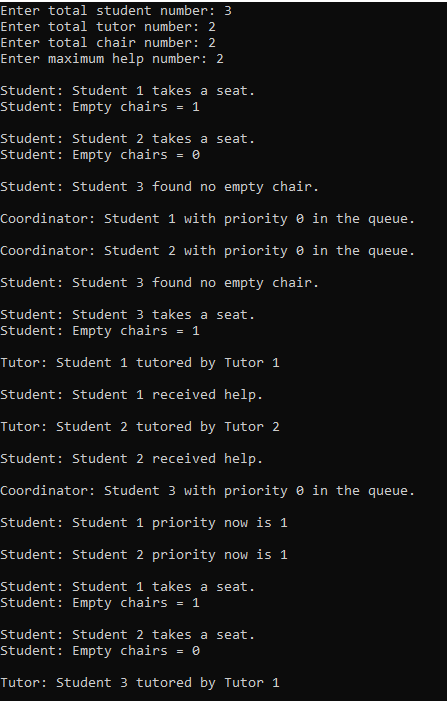 Enter total student number: 3
Enter total tutor number: 2
Enter total chair number: 2
Enter maximum help number: 2
Student: Student 1 takes a seat.
Student: Empty chairs = 1
Student: Student 2 takes a seat.
Student: Empty chairs = 0
Student: Student 3 found no empty chair.
Coordinator: Student 1 with priority 0 in the queue.
Coordinator: Student 2 with priority 0 in the queue.
Student: Student 3 found no empty chair.
Student: Student 3 takes a seat.
Student: Empty chairs = 1
Tutor: Student 1 tutored by Tutor 1
Student: Student 1 received help.
Tutor: Student 2 tutored by Tutor 2
Student: Student 2 received help.
Coordinator: Student 3 with priority 0 in the queue.
Student: Student 1 priority now is 1
Student: Student 2 priority now is 1
Student: Student 1 takes a seat.
Student: Empty chairs = 1
Student: Student 2 takes a seat.
Student: Empty chairs = 0
Tutor: Student 3 tutored by Tutor 1